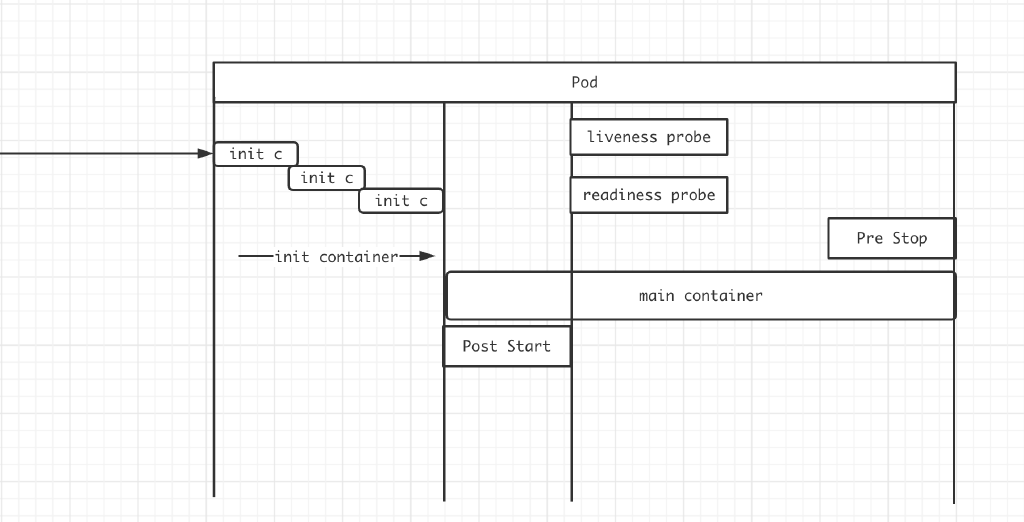 Pod
liveness probe
init c
init c
readiness probe
init c
Pre Stop
init container
main container
Post Start